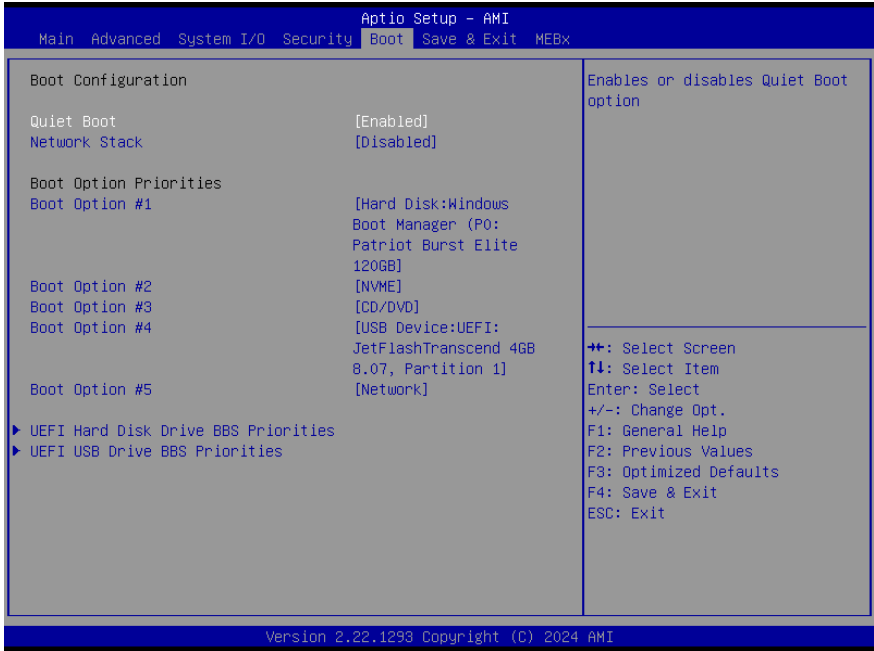 Aptio Setup – AMI
Main Advanced System I/O Security Boot Save & Exit MEBx
Boot Configuration
Quiet Boot [Enabled]
Network Stack [Disabled]
Boot Option Priorities
Boot Option #1 [Hard Disk:Windows
Boot Manager (P0:
Patriot Burst Elite
120GB]
Boot Option #2 [NVME]
Boot Option #3 [CD/DVD]
Boot Option #4 [USB Device:UEFI:
JetFlashTranscend 4GB
8.07, Partition 1]
Boot Option #5 [Network]
UEFI Hard Disk Drive BBS Priorities
UEFI USB Drive BBS Priorities
Enables or disables Quiet Boot
option
→←: Select Screen
↑↓: Select Item
Enter: Select
+/-: Change Opt.
F1: General Help
F2: Previous Values
F3: Optimized Defaults
F4: Save & Exit
ESC: Exit
Version 2.22.1293 Copyright (C) 2024 AMI